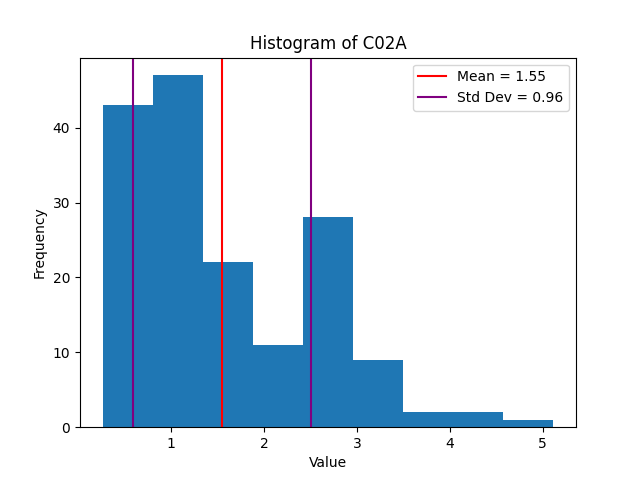 Histogram of C02A
Mean = 1.55
Std Dev = 0.96
Frequency
40
30
20
10
0
1 2 3 4 5
Value